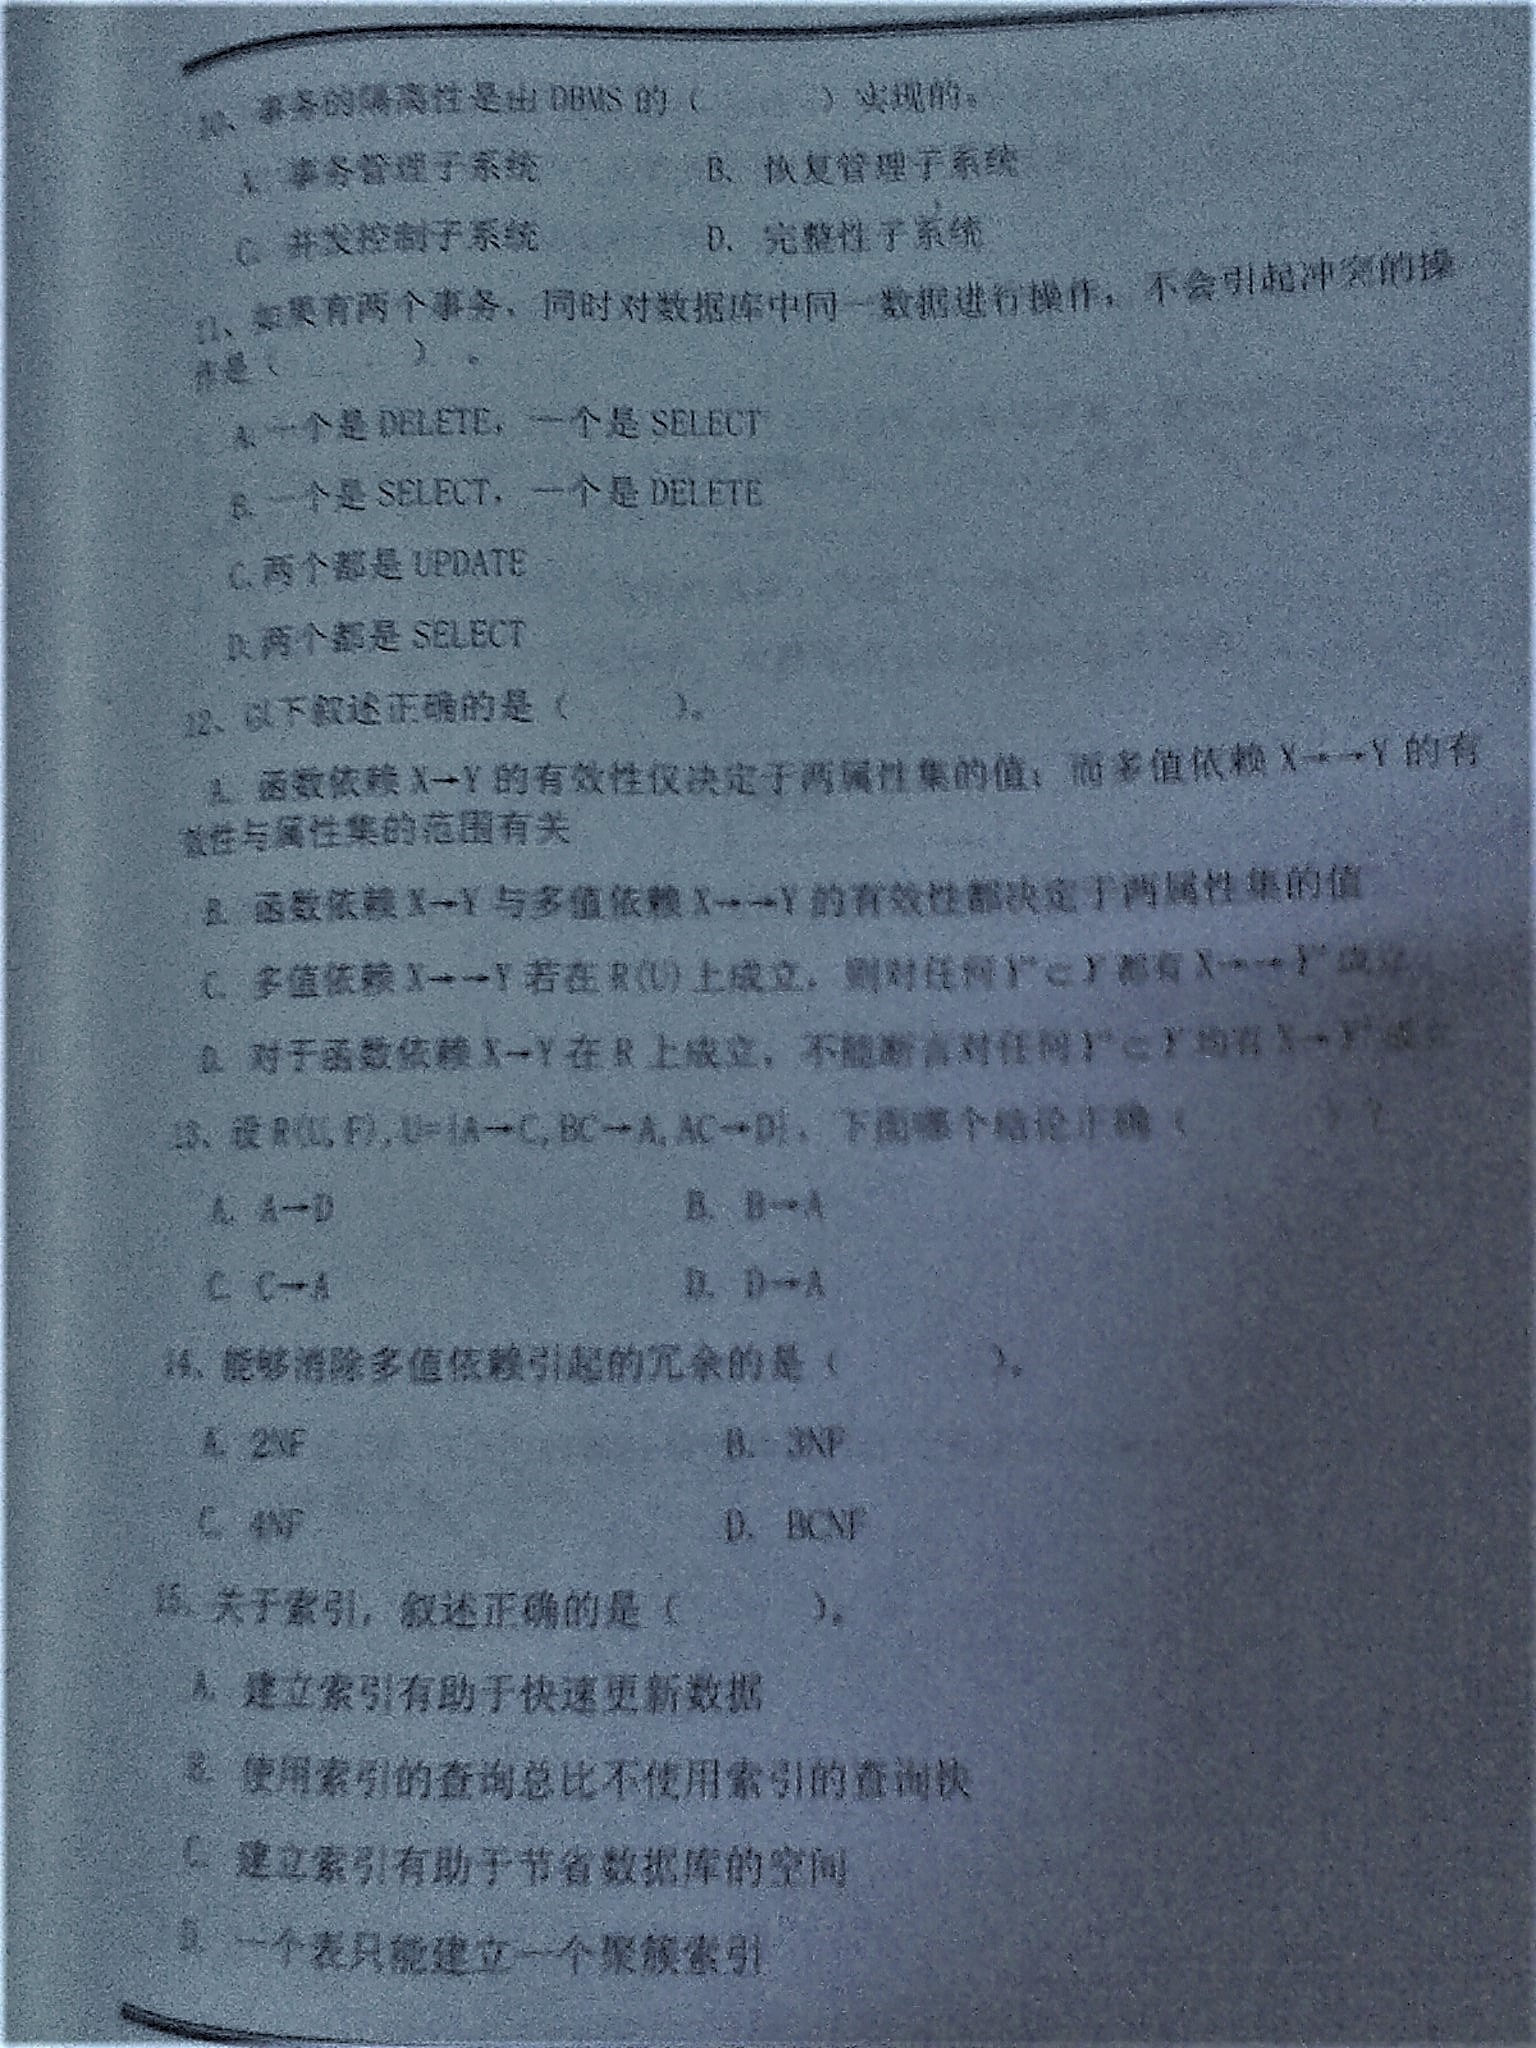 10、事务的隔离性是由 DBMS 的（ ）实现的。
A. 事务管理子系统 B. 恢复管理子系统
C. 并发控制子系统 D. 完整性子系统
11、如果有两个事务，同时对数据库中同一数据进行操作，不会引起冲突的操
作是（ ）。
A. 一个是 DELETE，一个是 SELECT
B. 一个是 SELECT，一个是 DELETE
C. 两个都是 UPDATE
D. 两个都是 SELECT
12、以下叙述正确的是（ ）。
A. 函数依赖 X→Y 的有效性仅决定于两属性集的值；而多值依赖 X→→Y 的有
效性与属性集的范围有关
B. 函数依赖 X→Y 与多值依赖 X→→Y 的有效性都决定于两属性集的值
C. 多值依赖 X→→Y 若在 R(U) 上成立，则对任何 Y'⊂Y 都有 X→→Y' 成立
D. 对于函数依赖 X→Y 在 R 上成立，不能断言对任何 Y'⊂Y 均有 X→Y' 成立
13、设 R(U,F),U={A→C,BC→A,AC→D}，下面哪个结论正确（ ）？
A. A→D B. B→A
C. C→A D. D→A
14、能够消除多值依赖引起的冗余的是（ ）。
A. 2NF B. 3NF
C. 4NF D. BCNF
15、关于索引，叙述正确的是（ ）。
A. 建立索引有助于快速更新数据
B. 使用索引的查询总比不使用索引的查询快
C. 建立索引有助于节省数据库的空间
D. 一个表只能建立一个聚簇索引